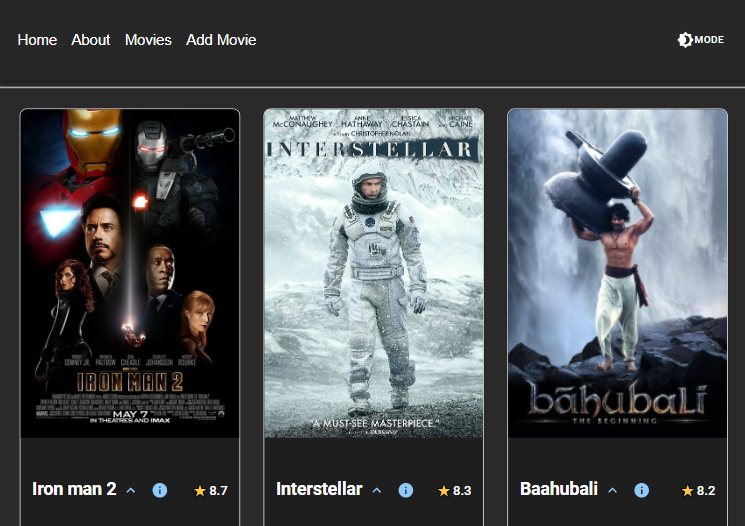 Home About Movies Add Movie
MODE
MATTHEW McCONAUGHEY ANNE HATHAWAY JESSICA CHASTAIN MICHAEL CAINE
CHRISTOPHER NOLAN
INTERSTELLAR
ROBERT DOWNEY JR. GWYNETH PALTROW DON CHEADLE SCARLETT JOHANSSON MICKEY ROURKE
IRON MAN 2
MAY 7
IN THEATRES AND IMAX
"A MUST-SEE MASTERPIECE."
bāhubali
THE BEGINNING
Iron man 2 8.7
Interstellar 8.3
Baahubali 8.2